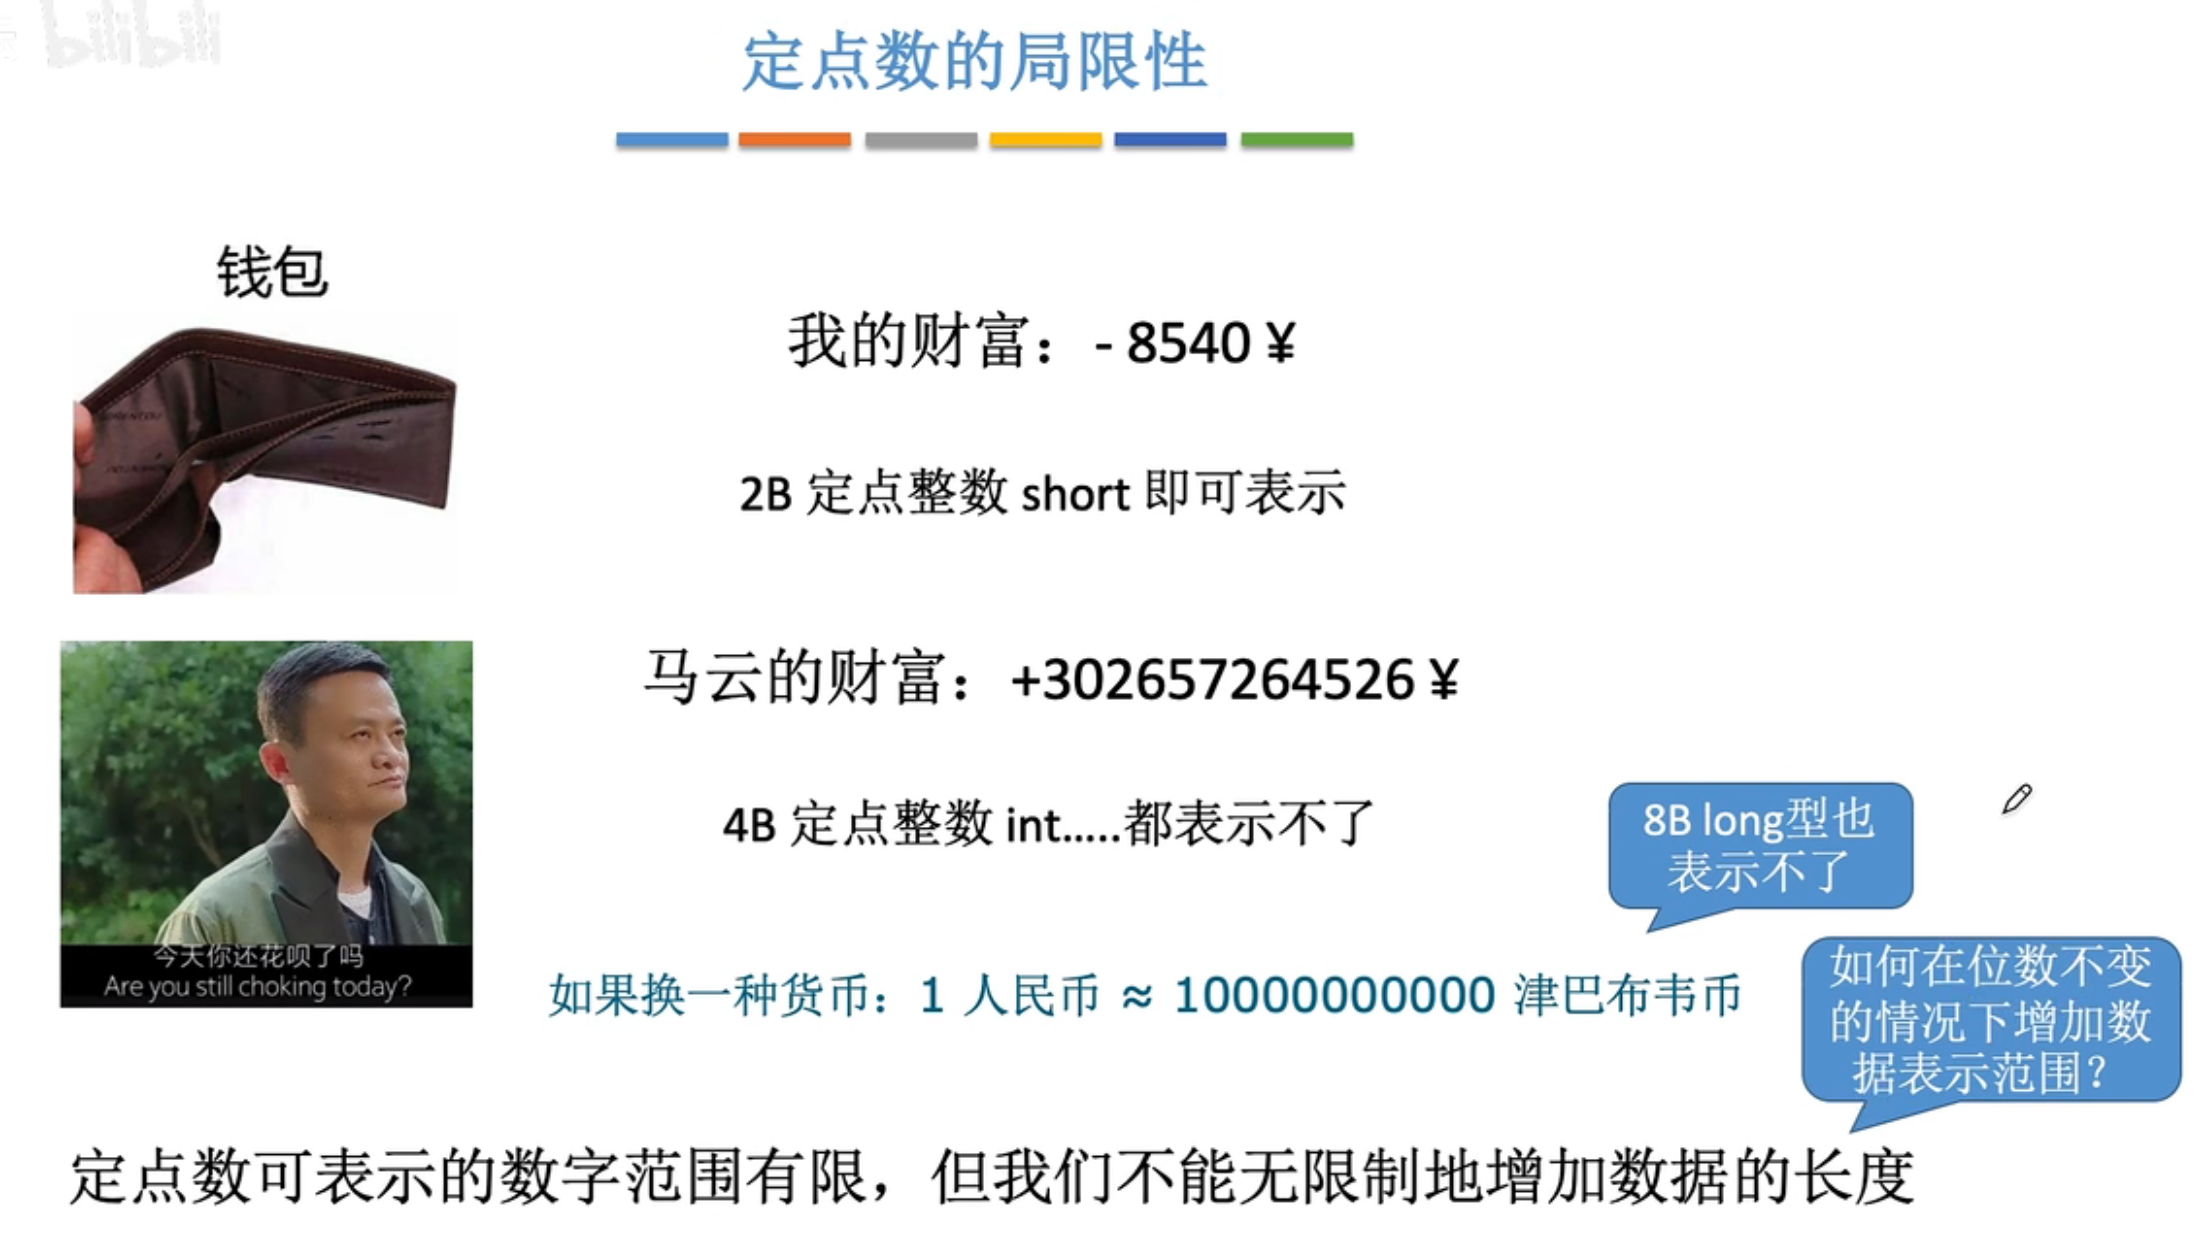 bilibili
定点数的局限性
钱包
我的财富：- 8540 ¥
2B 定点整数 short 即可表示
马云的财富：+302657264526 ¥
4B 定点整数 int.....都表示不了
8B long型也
表示不了
今天你还花呗了吗
Are you still choking today?
如果换一种货币：1 人民币 ≈ 10000000000 津巴布韦币
如何在位数不变
的情况下增加数
据表示范围？
定点数可表示的数字范围有限，但我们不能无限制地增加数据的长度